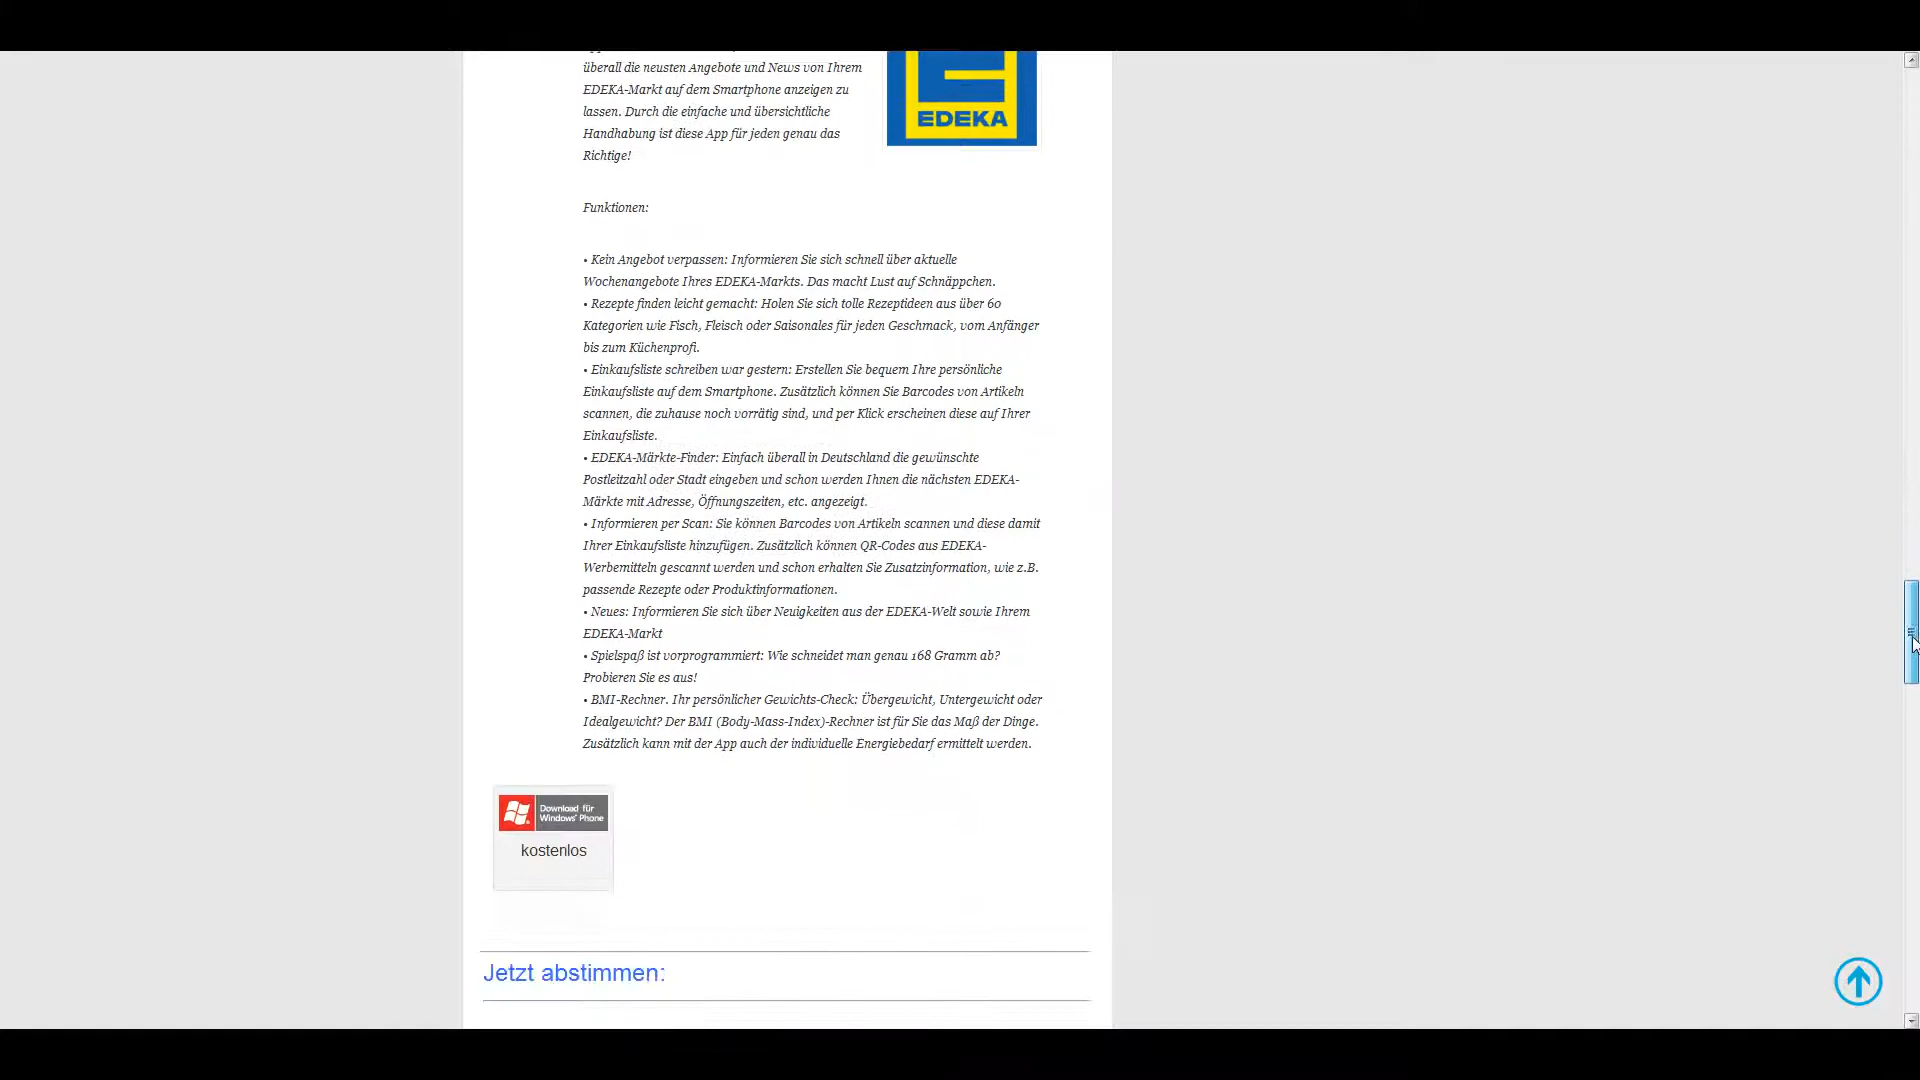 überall die neusten Angebote und News von Ihrem
EDEKA-Markt auf dem Smartphone anzeigen zu
lassen. Durch die einfache und übersichtliche
Handhabung ist diese App für jeden genau das
Richtige!
EDEKA
Funktionen:
• Kein Angebot verpassen: Informieren Sie sich schnell über aktuelle
Wochenangebote Ihres EDEKA-Markts. Das macht Lust auf Schnäppchen.
• Rezepte finden leicht gemacht: Holen Sie sich tolle Rezeptideen aus über 60
Kategorien wie Fisch, Fleisch oder Saisonales für jeden Geschmack, vom Anfänger
bis zum Küchenprofi.
• Einkaufsliste schreiben war gestern: Erstellen Sie bequem Ihre persönliche
Einkaufsliste auf dem Smartphone. Zusätzlich können Sie Barcodes von Artikeln
scannen, die zuhause noch vorrätig sind, und per Klick erscheinen diese auf Ihrer
Einkaufsliste.
• EDEKA-Märkte-Finder: Einfach überall in Deutschland die gewünschte
Postleitzahl oder Stadt eingeben und schon werden Ihnen die nächsten EDEKA-
Märkte mit Adresse, Öffnungszeiten, etc. angezeigt.
• Informieren per Scan: Sie können Barcodes von Artikeln scannen und diese damit
Ihrer Einkaufsliste hinzufügen. Zusätzlich können QR-Codes aus EDEKA-
Werbemitteln gescannt werden und schon erhalten Sie Zusatzinformation, wie z.B.
passende Rezepte oder Produktinformationen.
• Neues: Informieren Sie sich über Neuigkeiten aus der EDEKA-Welt sowie Ihrem
EDEKA-Markt
• Spielspaß ist vorprogrammiert: Wie schneidet man genau 168 Gramm ab?
Probieren Sie es aus!
• BMI-Rechner. Ihr persönlicher Gewichts-Check: Übergewicht, Untergewicht oder
Idealgewicht? Der BMI (Body-Mass-Index)-Rechner ist für Sie das Maß der Dinge.
Zusätzlich kann mit der App auch der individuelle Energiebedarf ermittelt werden.
Download für
Windows® Phone
kostenlos
Jetzt abstimmen: